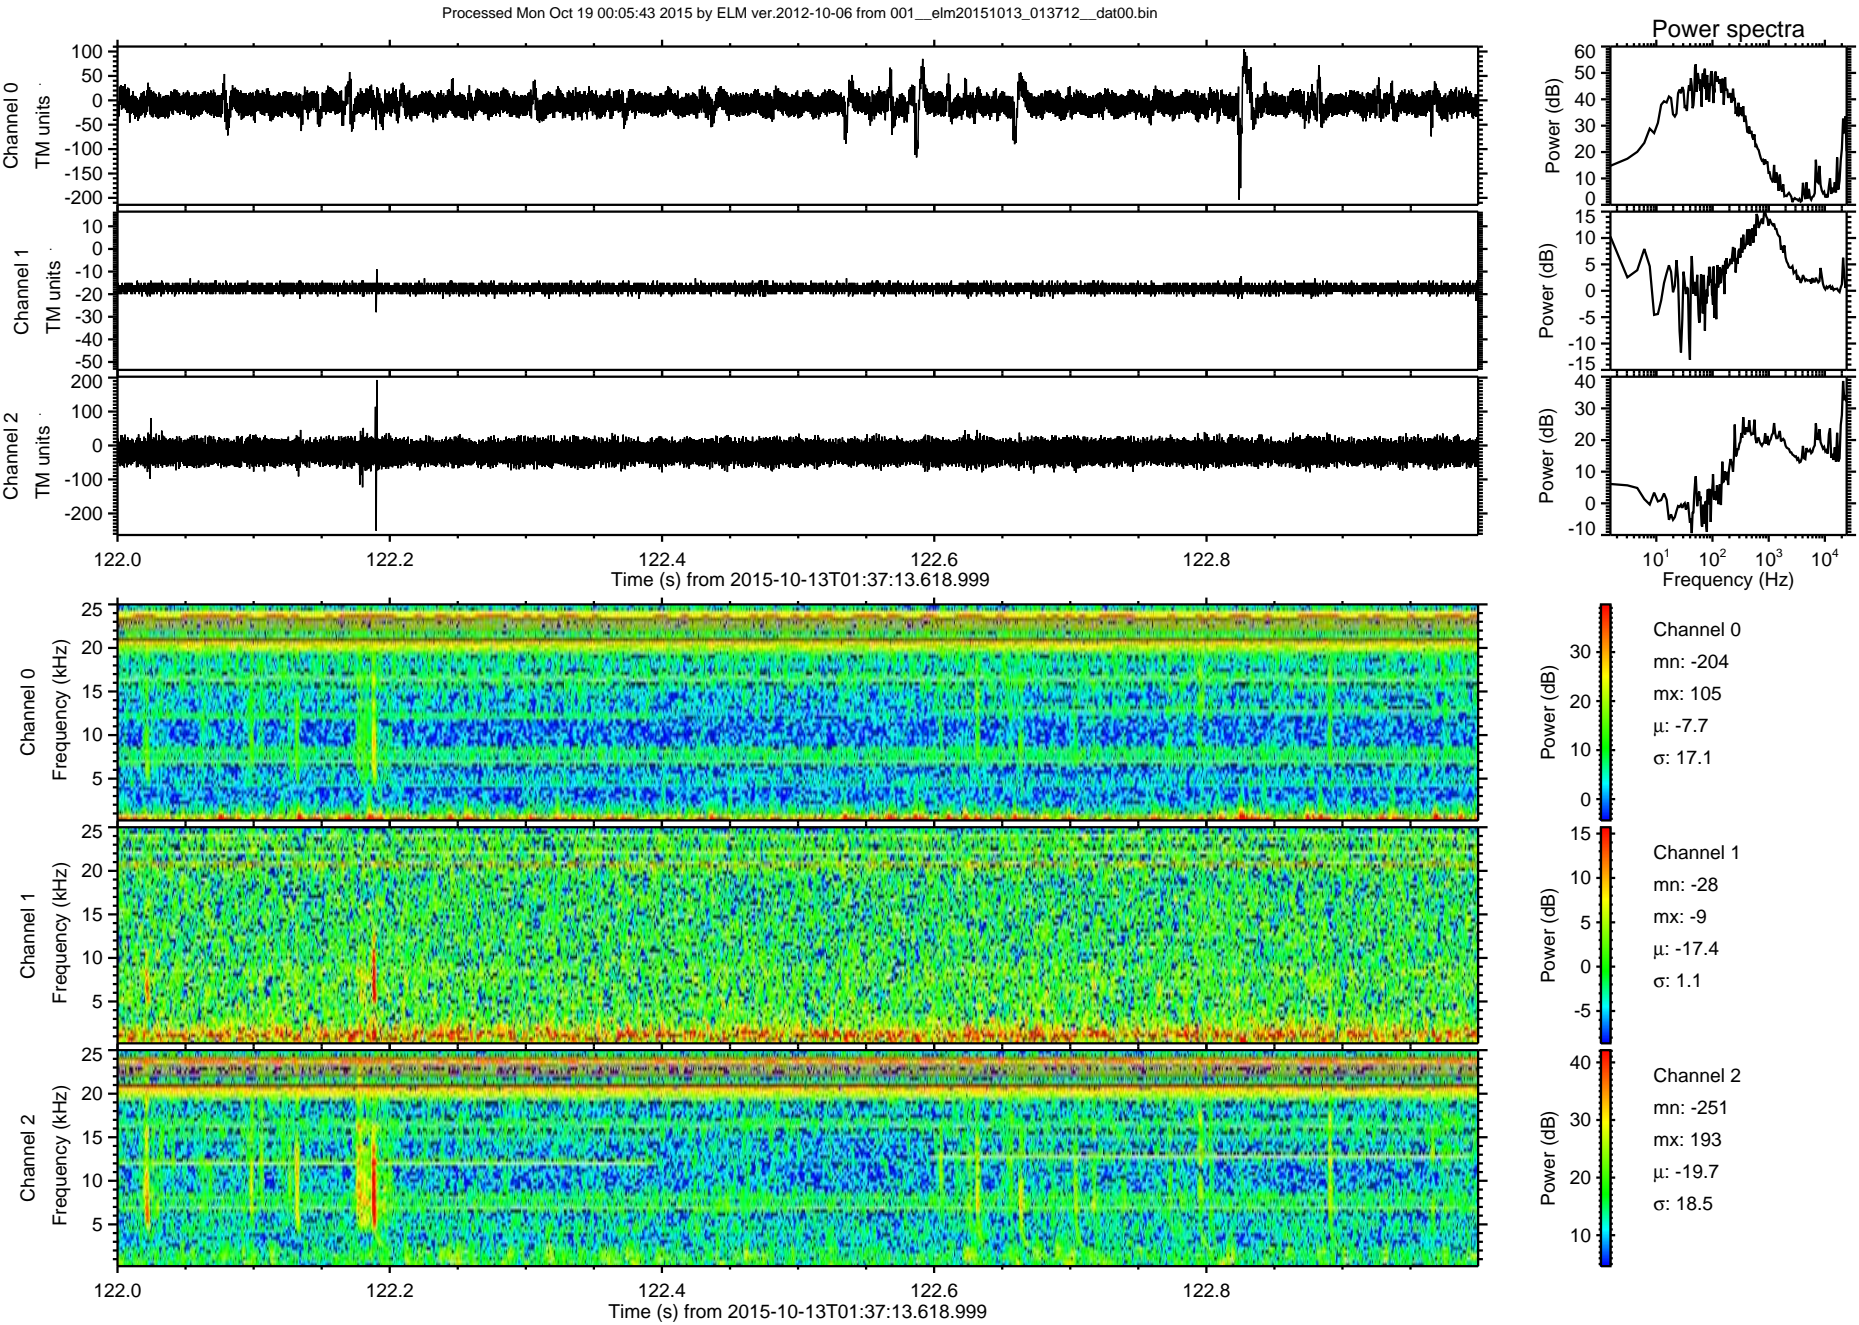 Processed Mon Oct 19 00:05:43 2015 by ELM ver.2012-10-06 from 001__elm20151013_013712__dat00.bin
Power spectra
Channel 0
TM units
100
50
0
-50
-100
-150
-200
Power (dB)
60
50
40
30
20
10
0
Channel 1
TM units
10
0
-10
-20
-30
-40
-50
Power (dB)
15
10
5
0
-5
-10
-15
Channel 2
TM units
200
100
0
-100
-200
Power (dB)
40
30
20
10
0
-10
122.0 122.2 122.4 122.6 122.8
Time (s) from 2015-10-13T01:37:13.618.999
10¹ 10² 10³ 10⁴
Frequency (Hz)
Channel 0
Frequency (kHz)
25
20
15
10
5
Power (dB)
30
20
10
0
Channel 0
mn: -204
mx: 105
μ: -7.7
σ: 17.1
Channel 1
Frequency (kHz)
25
20
15
10
5
Power (dB)
15
10
5
0
-5
Channel 1
mn: -28
mx: -9
μ: -17.4
σ: 1.1
Channel 2
Frequency (kHz)
25
20
15
10
5
Power (dB)
40
30
20
10
Channel 2
mn: -251
mx: 193
μ: -19.7
σ: 18.5
122.0 122.2 122.4 122.6 122.8
Time (s) from 2015-10-13T01:37:13.618.999